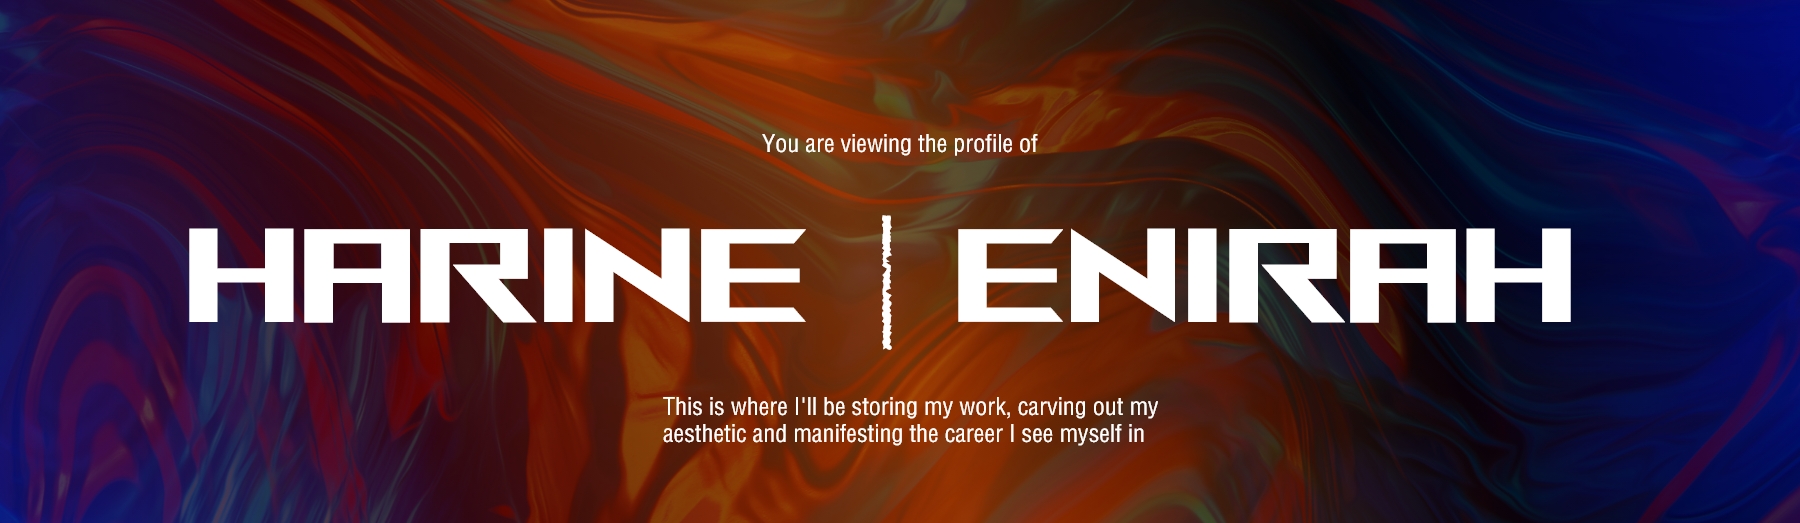 You are viewing the profile of
HARINE | ENIRAH
This is where I'll be storing my work, carving out my
aesthetic and manifesting the career I see myself in